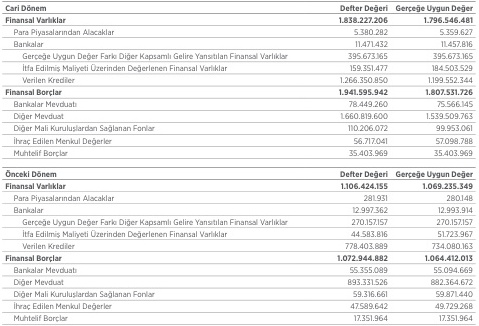 Cari Dönem Defter Değeri Gerçeğe Uygun Değer
Finansal Varlıklar 1.838.227.206 1.796.546.481
Para Piyasalarından Alacaklar 5.380.282 5.359.627
Bankalar 11.471.432 11.457.816
Gerçeğe Uygun Değer Farkı Diğer Kapsamlı Gelire Yansıtılan Finansal Varlıklar 395.673.165 395.673.165
İtfa Edilmiş Maliyeti Üzerinden Değerlenen Finansal Varlıklar 159.351.477 184.503.529
Verilen Krediler 1.266.350.850 1.199.552.344
Finansal Borçlar 1.941.595.942 1.807.531.726
Bankalar Mevduatı 78.449.260 75.566.145
Diğer Mevduat 1.660.819.600 1.539.509.763
Diğer Mali Kuruluşlardan Sağlanan Fonlar 110.206.072 99.953.061
İhraç Edilen Menkul Değerler 56.717.041 57.098.788
Muhtelif Borçlar 35.403.969 35.403.969
Önceki Dönem Defter Değeri Gerçeğe Uygun Değer
Finansal Varlıklar 1.106.424.155 1.069.235.349
Para Piyasalarından Alacaklar 281.931 280.148
Bankalar 12.997.362 12.993.914
Gerçeğe Uygun Değer Farkı Diğer Kapsamlı Gelire Yansıtılan Finansal Varlıklar 270.157.157 270.157.157
İtfa Edilmiş Maliyeti Üzerinden Değerlenen Finansal Varlıklar 44.583.816 51.723.967
Verilen Krediler 778.403.889 734.080.163
Finansal Borçlar 1.072.944.882 1.064.412.013
Bankalar Mevduatı 55.355.089 55.094.669
Diğer Mevduat 893.331.526 882.364.672
Diğer Mali Kuruluşlardan Sağlanan Fonlar 59.316.661 59.871.440
İhraç Edilen Menkul Değerler 47.589.642 49.729.268
Muhtelif Borçlar 17.351.964 17.351.964